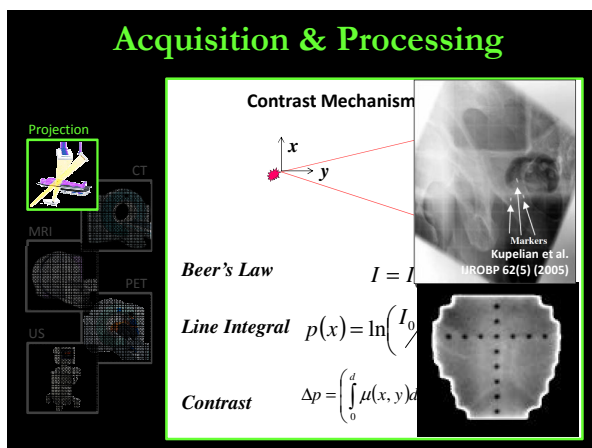 Acquisition & Processing
Contrast Mechanism
Projection
CT
MRI
PET
US
x
y
Markers
Kupelian et al.
IJROBP 62(5) (2005)
Beer's Law I = I
Line Integral p(x) = ln(I₀/
Contrast Δp = (∫₀ᵈ μ(x, y)d